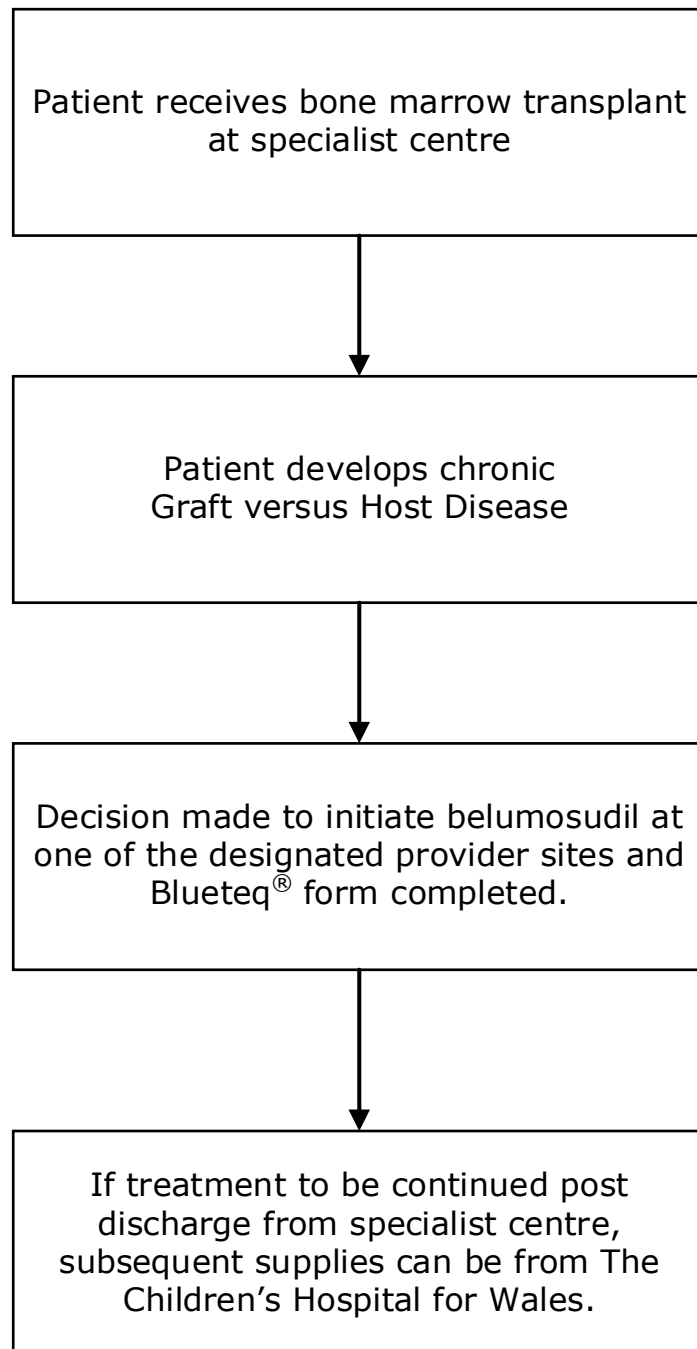 Patient receives bone marrow transplant
at specialist centre
Patient develops chronic
Graft versus Host Disease
Decision made to initiate belumosudil at
one of the designated provider sites and
Blueteq® form completed.
If treatment to be continued post
discharge from specialist centre,
subsequent supplies can be from The
Children’s Hospital for Wales.